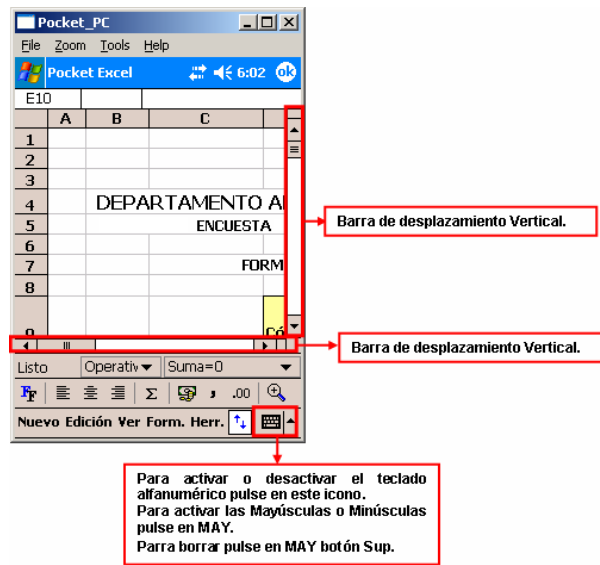 Pocket_PC
File Zoom Tools Help
Pocket Excel 6:02 ok
E10
A B C
1
2
3
4 DEPARTAMENTO A
5 ENCUESTA
6
7 FORM
8
9 Có
Barra de desplazamiento Vertical.
Barra de desplazamiento Vertical.
Listo Operativ Suma=0
FF Σ , .00
Nuevo Edición Ver Form. Herr.
Para activar o desactivar el teclado
alfanumérico pulse en este icono.
Para activar las Mayúsculas o Minúsculas
pulse en MAY.
Parra borrar pulse en MAY botón Sup.